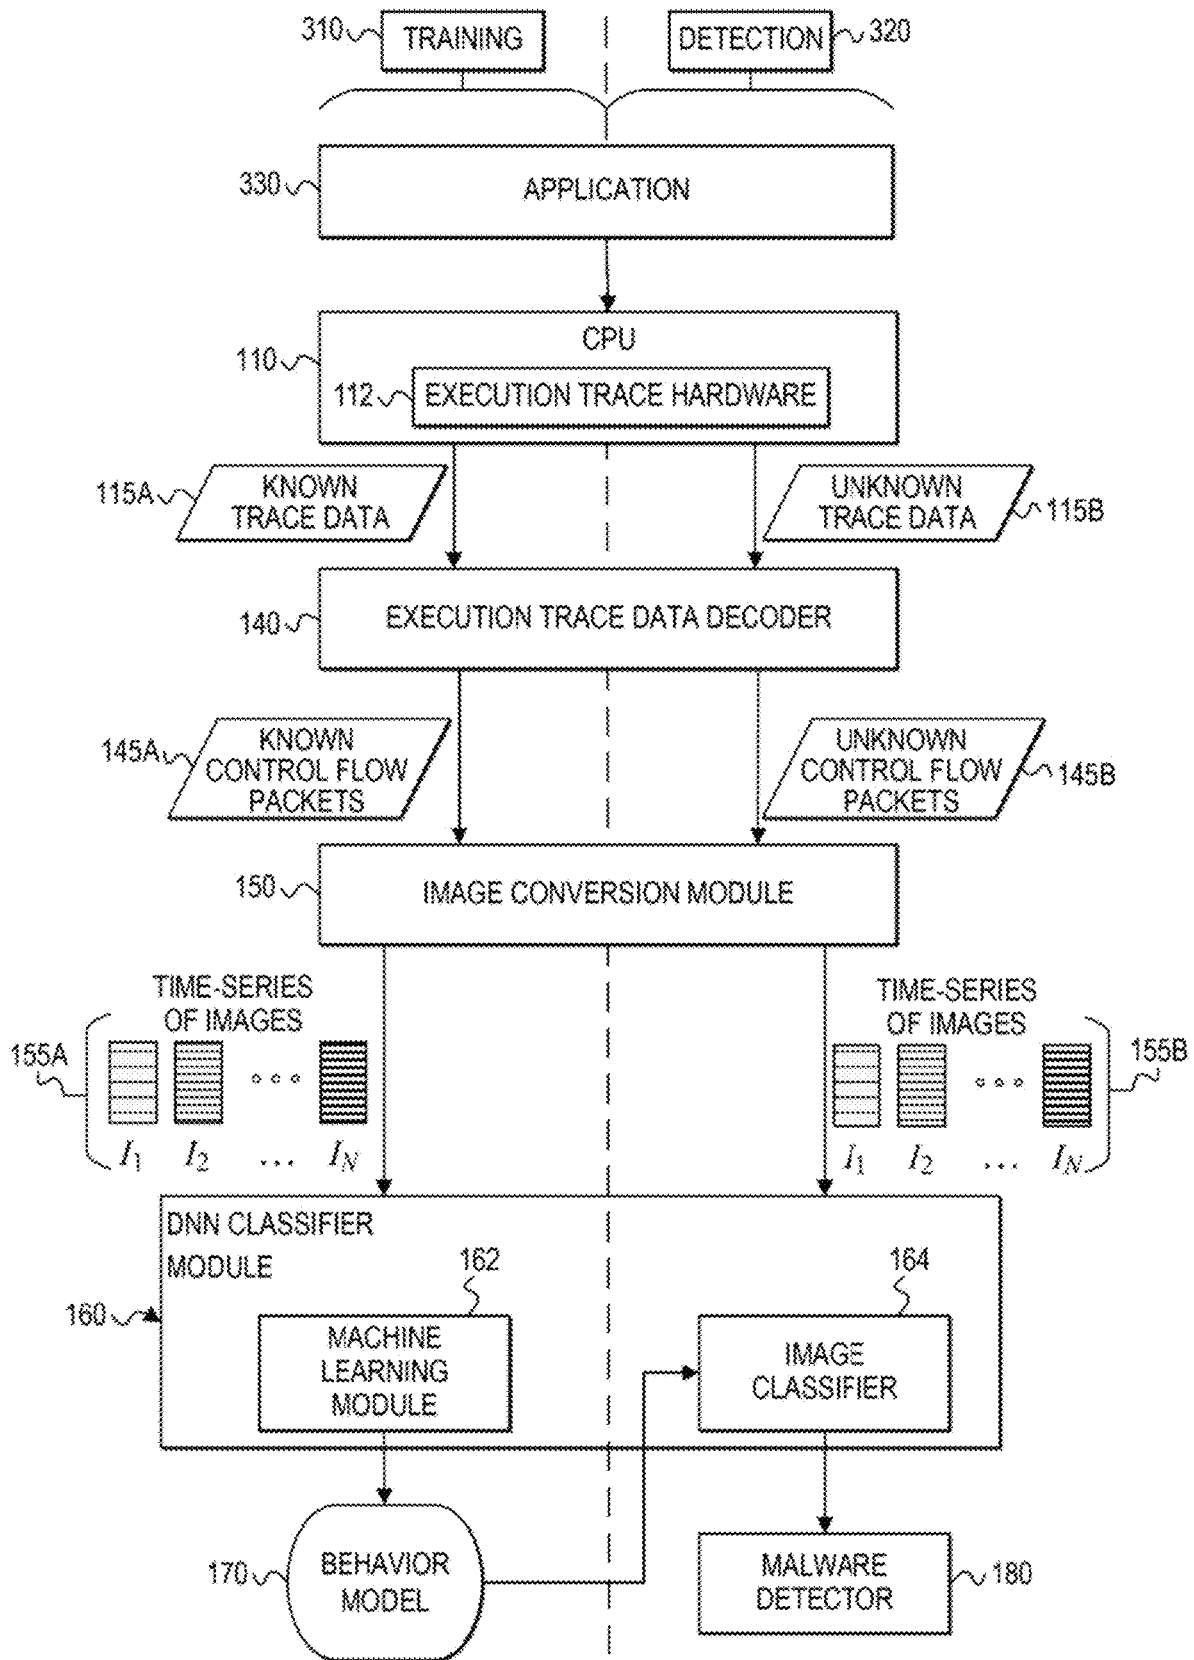 310 TRAINING
DETECTION 320
330 APPLICATION
CPU
110
112 EXECUTION TRACE HARDWARE
115A KNOWN
TRACE DATA
UNKNOWN
TRACE DATA 115B
140 EXECUTION TRACE DATA DECODER
145A KNOWN
CONTROL FLOW
PACKETS
UNKNOWN
CONTROL FLOW
PACKETS 145B
150 IMAGE CONVERSION MODULE
TIME-SERIES
OF IMAGES
155A
I1 I2 ... IN
TIME-SERIES
OF IMAGES
155B
I1 I2 ... IN
DNN CLASSIFIER
MODULE
160
162
MACHINE
LEARNING
MODULE
164
IMAGE
CLASSIFIER
170 BEHAVIOR
MODEL
MALWARE
DETECTOR 180